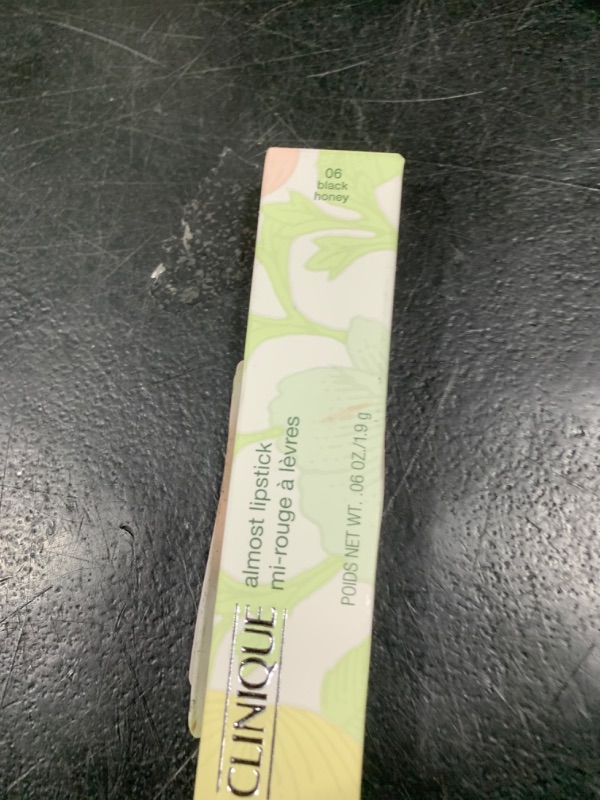 06
black
honey
CLINIQUE
almost lipstick
mi-rouge à lèvres
POIDS NET WT. .06 OZ./1.9 g